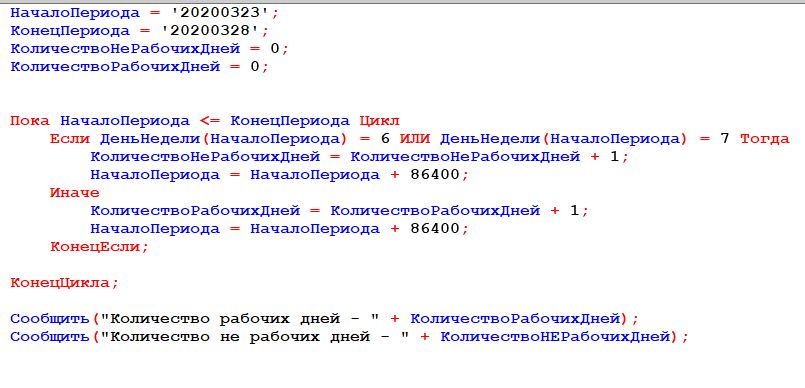 НачалоПериода = '20200323';
КонецПериода = '20200328';
КоличествоНеРабочихДней = 0;
КоличествоРабочихДней = 0;
Пока НачалоПериода <= КонецПериода Цикл
Если ДеньНедели(НачалоПериода) = 6 ИЛИ ДеньНедели(НачалоПериода) = 7 Тогда
КоличествоНеРабочихДней = КоличествоНеРабочихДней + 1;
НачалоПериода = НачалоПериода + 86400;
Иначе
КоличествоРабочихДней = КоличествоРабочихДней + 1;
НачалоПериода = НачалоПериода + 86400;
КонецЕсли;
КонецЦикла;
Сообщить("Количество рабочих дней - " + КоличествоРабочихДней);
Сообщить("Количество не рабочих дней - " + КоличествоНЕРабочихДней);